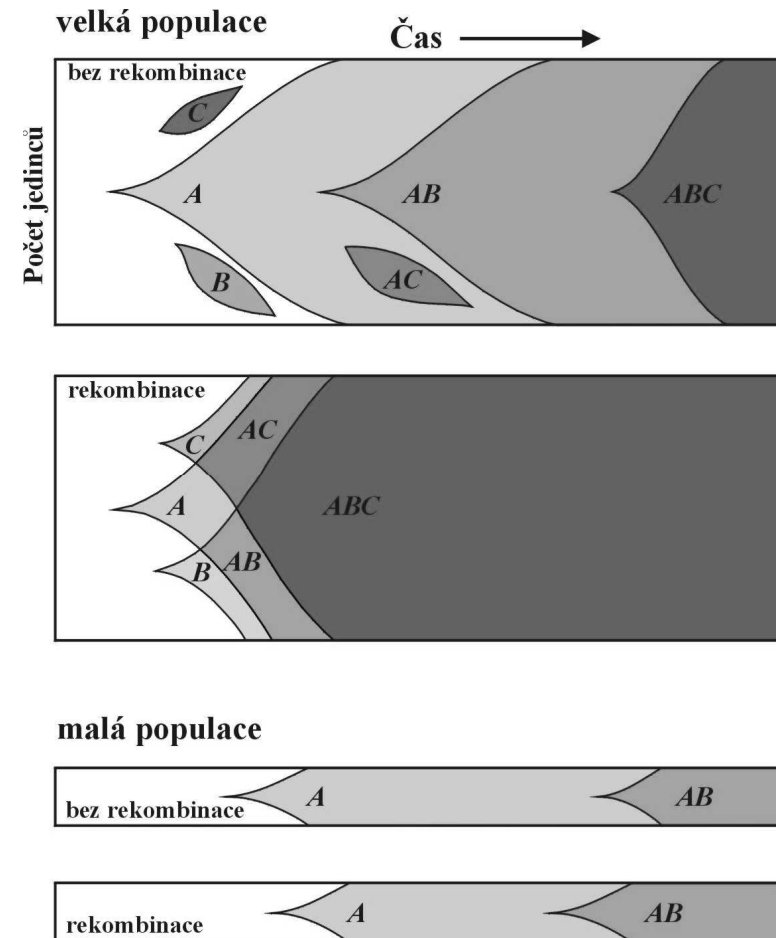 velká populace
Čas
bez rekombinace
C
A
AB
ABC
B
AC
Počet jedinců
rekombinace
C
AC
A
ABC
B
AB
malá populace
bez rekombinace
A
AB
rekombinace
A
AB